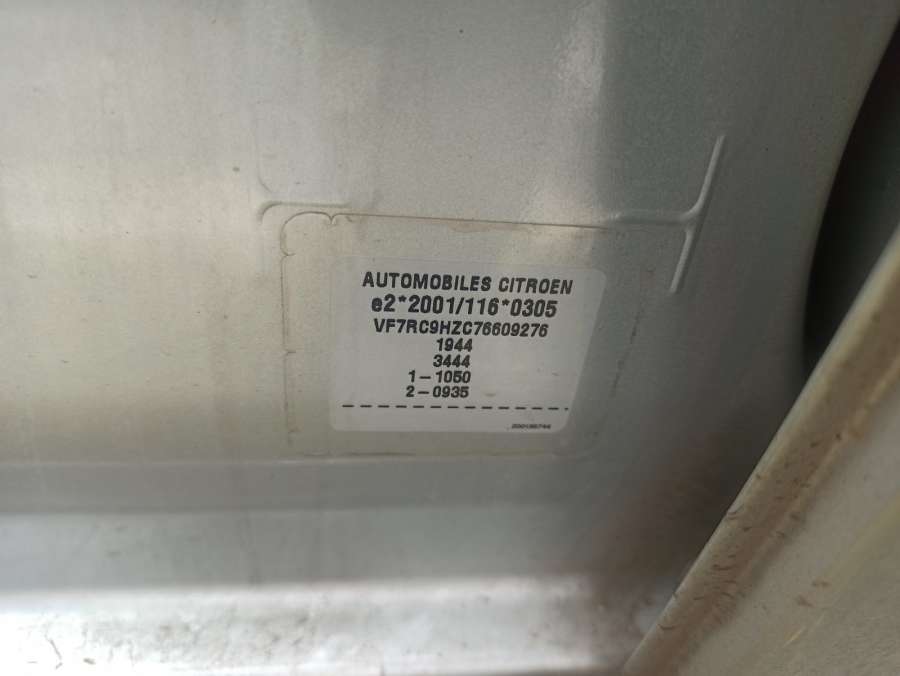 AUTOMOBILES CITROEN
e2*2001/116*0305
VF7RC9HZC76609276
1944
3444
1-1050
2-0935